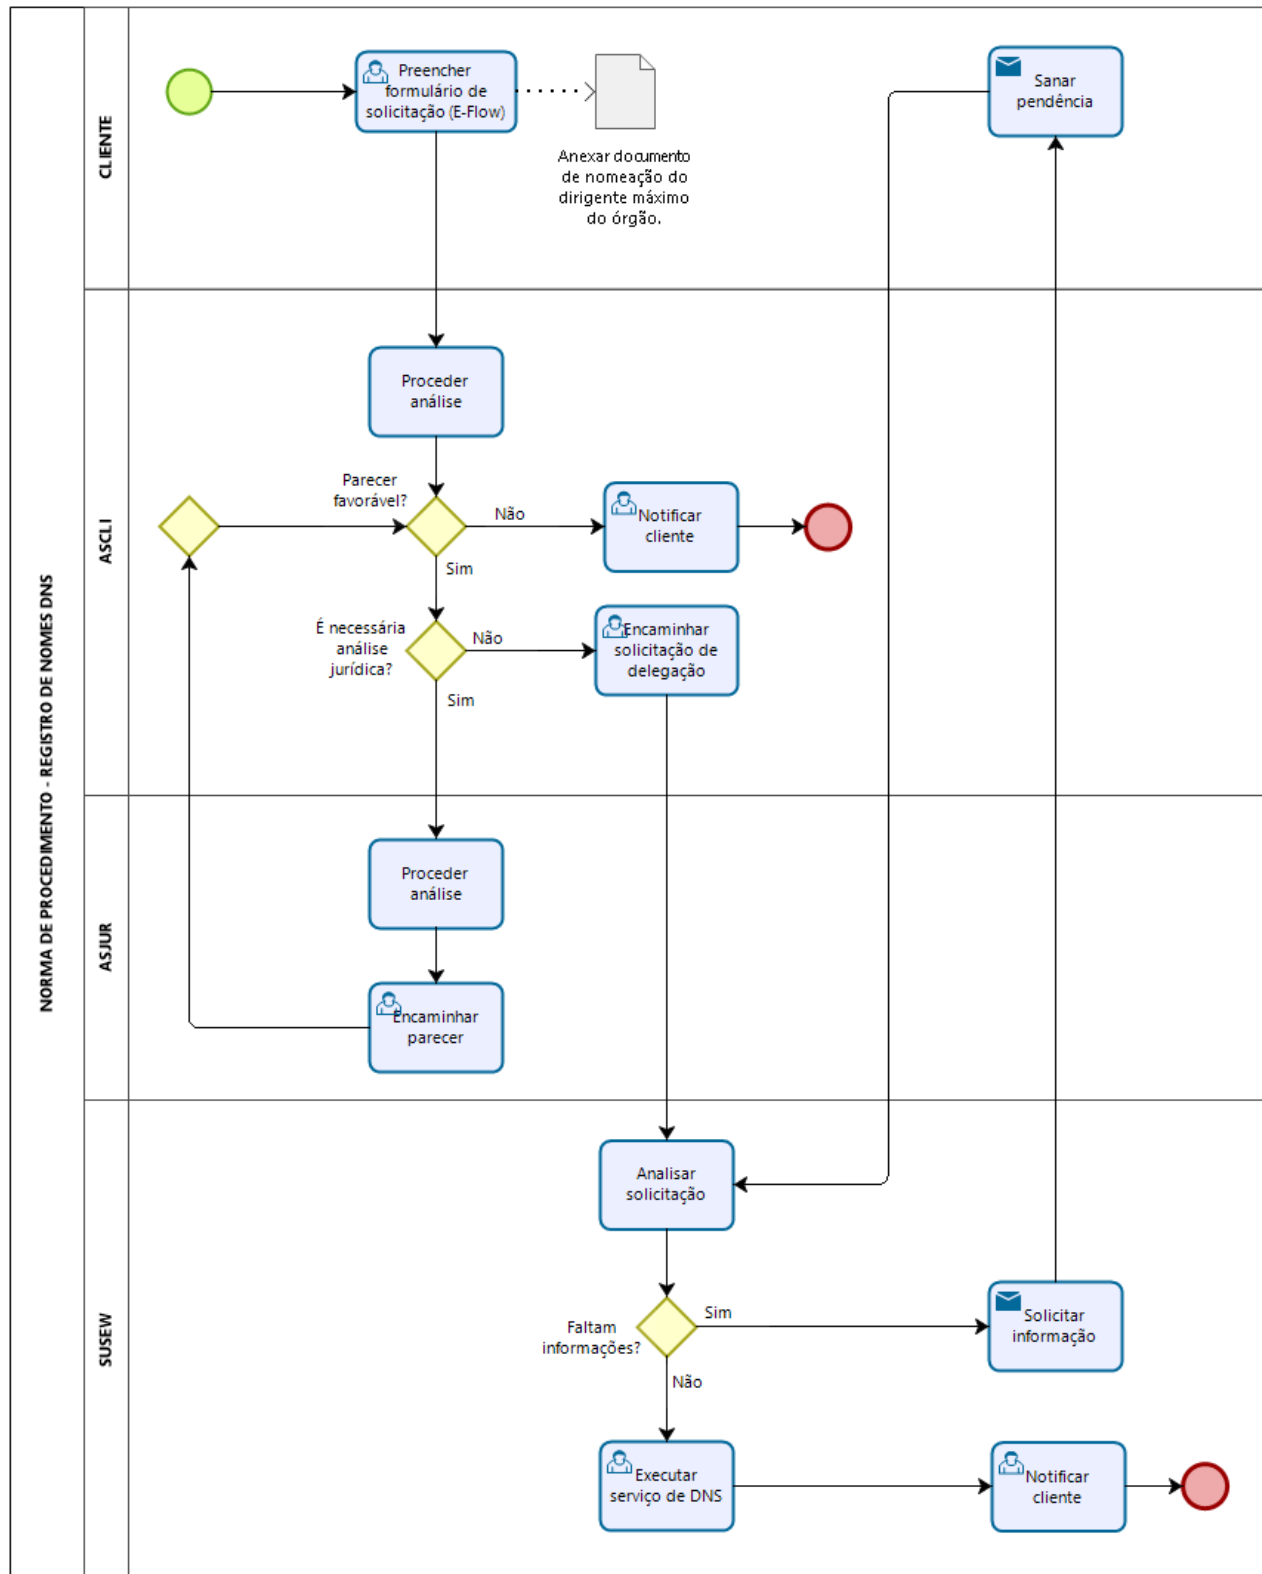 NORMA DE PROCEDIMENTO - REGISTRO DE NOMES DNS
CLIENTE
Preencher
formulário de
solicitação (E-Flow)
Anexar documento
de nomeação do
dirigente máximo
do órgão.
Sanar
pendência
ASCLI
Proceder
análise
Parecer
favorável?
Não
Notificar
cliente
Sim
É necessária
análise
jurídica?
Não
Encaminhar
solicitação de
delegação
Sim
ASJUR
Proceder
análise
Encaminhar
parecer
SUSEW
Analisar
solicitação
Faltam
informações?
Sim
Solicitar
informação
Não
Executar
serviço de DNS
Notificar
cliente